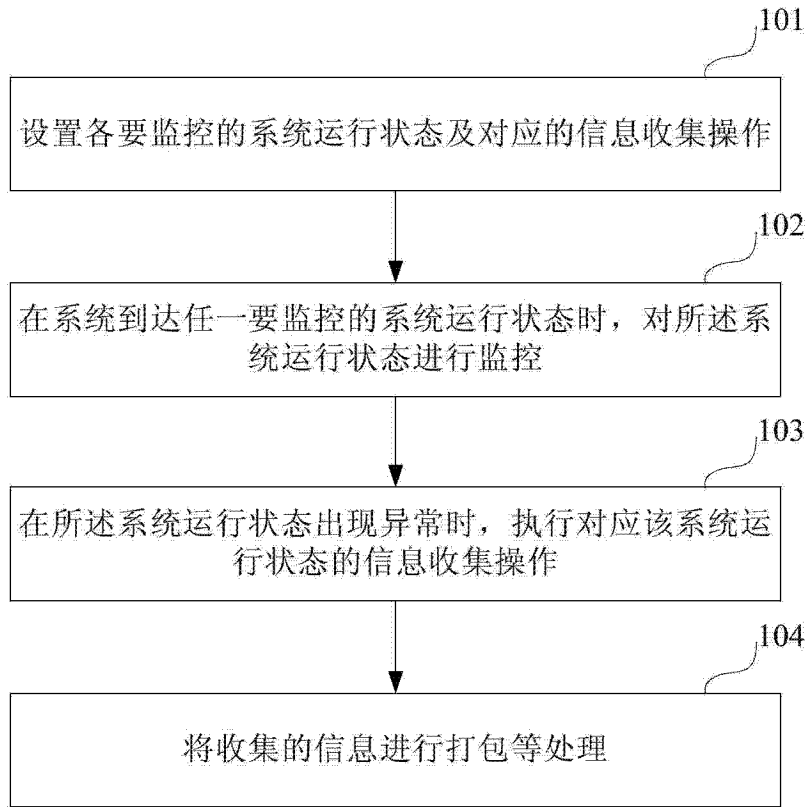 101
设置各要监控的系统运行状态及对应的信息收集操作
102
在系统到达任一要监控的系统运行状态时，对所述系
统运行状态进行监控
103
在所述系统运行状态出现异常时，执行对应该系统运
行状态的信息收集操作
104
将收集的信息进行打包等处理